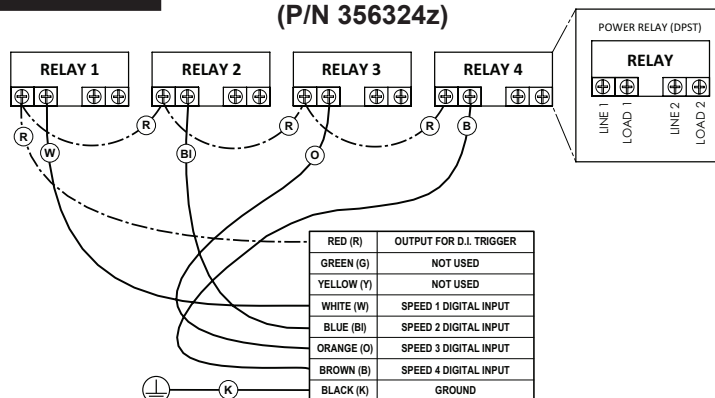 (P/N 356324z)
POWER RELAY (DPST)
RELAY 1
RELAY 2
RELAY 3
RELAY 4
RELAY
LINE 1
LOAD 1
LINE 2
LOAD 2
R
R
R
R
B
W
Bl
O
RED (R) OUTPUT FOR D.I. TRIGGER
GREEN (G) NOT USED
YELLOW (Y) NOT USED
WHITE (W) SPEED 1 DIGITAL INPUT
BLUE (Bl) SPEED 2 DIGITAL INPUT
ORANGE (O) SPEED 3 DIGITAL INPUT
BROWN (B) SPEED 4 DIGITAL INPUT
K
BLACK (K) GROUND